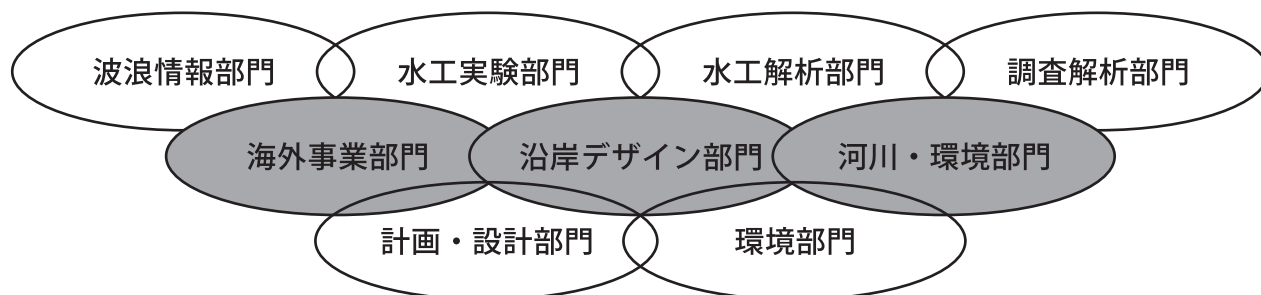 波浪情報部門
水工実験部門
水工解析部門
調査解析部門
海外事業部門
沿岸デザイン部門
河川・環境部門
計画・設計部門
環境部門